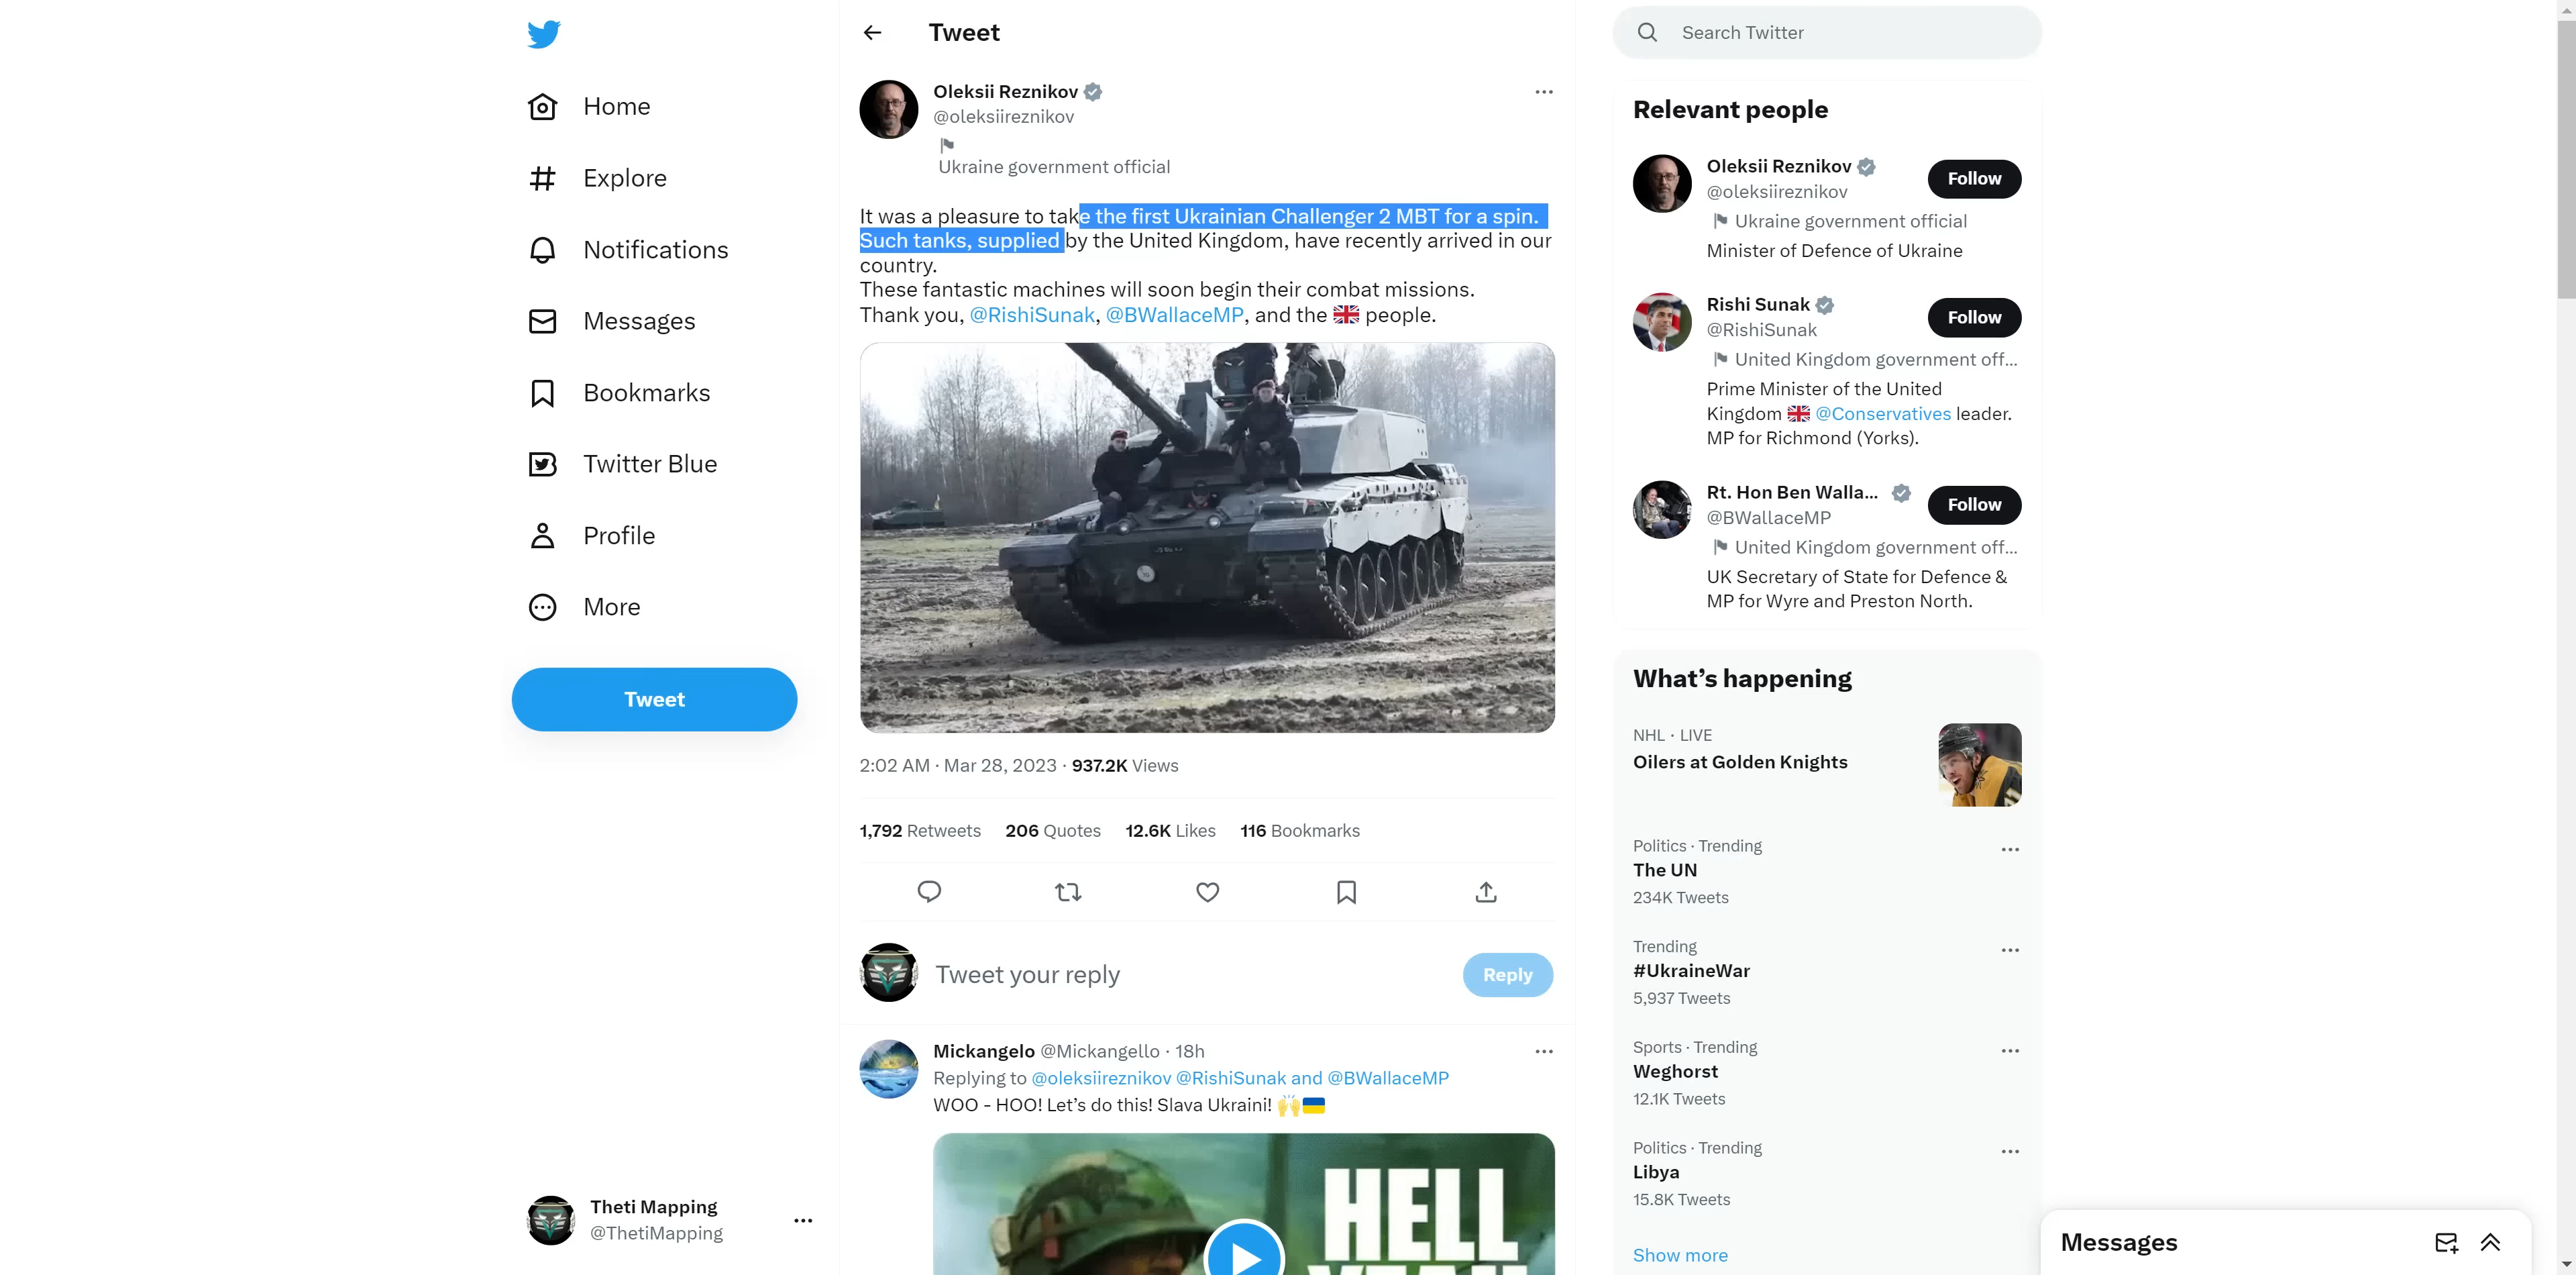 Home
Explore
Notifications
Messages
Bookmarks
Twitter Blue
Profile
More
Tweet
Theti Mapping
@ThetiMapping
Tweet
Oleksii Reznikov
@oleksiireznikov
Ukraine government official
It was a pleasure to take the first Ukrainian Challenger 2 MBT for a spin.
Such tanks, supplied by the United Kingdom, have recently arrived in our
country.
These fantastic machines will soon begin their combat missions.
Thank you, @RishiSunak, @BWallaceMP, and the 🇬🇧 people.
2:02 AM · Mar 28, 2023 · 937.2K Views
1,792 Retweets 206 Quotes 12.6K Likes 116 Bookmarks
Tweet your reply
Reply
Mickangelo @Mickangello · 18h
Replying to @oleksiireznikov @RishiSunak and @BWallaceMP
WOO - HOO! Let's do this! Slava Ukraini! 🙌🇺🇦
HELL
Search Twitter
Relevant people
Oleksii Reznikov
@oleksiireznikov
Follow
Ukraine government official
Minister of Defence of Ukraine
Rishi Sunak
@RishiSunak
Follow
United Kingdom government off...
Prime Minister of the United
Kingdom 🇬🇧 @Conservatives leader.
MP for Richmond (Yorks).
Rt. Hon Ben Walla...
@BWallaceMP
Follow
United Kingdom government off...
UK Secretary of State for Defence &
MP for Wyre and Preston North.
What's happening
NHL · LIVE
Oilers at Golden Knights
Politics · Trending
The UN
234K Tweets
Trending
#UkraineWar
5,937 Tweets
Sports · Trending
Weghorst
12.1K Tweets
Politics · Trending
Libya
15.8K Tweets
Show more
Messages